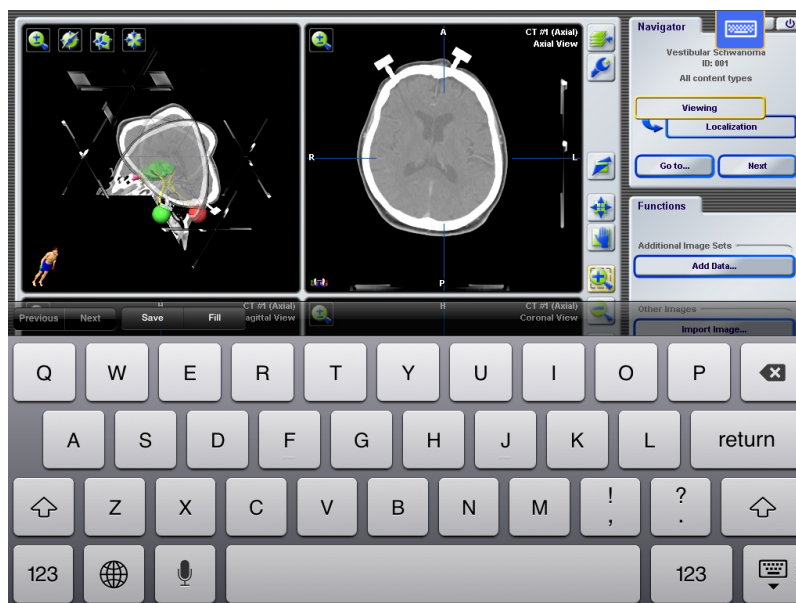 A
CT #1 (Axial)
Axial View
R
L
P
Navigator
Vestibular Schwanoma
ID: 001
All content types
Viewing
Localization
Go to...
Next
Functions
Additional Image Sets
Add Data...
Other Images
Import Image...
H
CT #1 (Axial)
agittal View
H
CT #1 (Axial)
Coronal View
Previous
Next
Save
Fill
Q W E R T Y U I O P
A S D F G H J K L return
Z X C V B N M ! , ? .
123
123